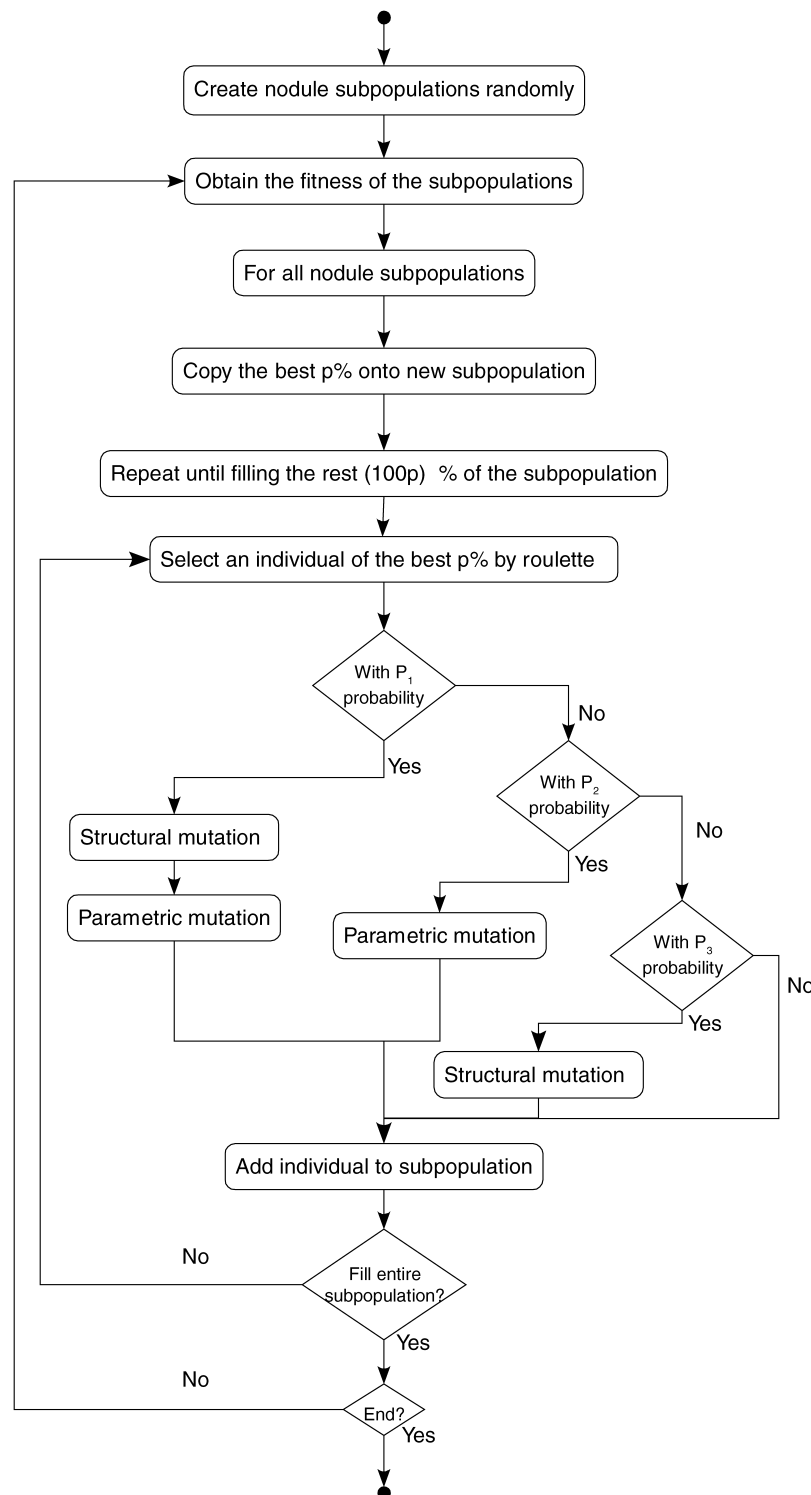 Create nodule subpopulations randomly
Obtain the fitness of the subpopulations
For all nodule subpopulations
Copy the best p% onto new subpopulation
Repeat until filling the rest (100p) % of the subpopulation
Select an individual of the best p% by roulette
With P₁
probability
No
Yes
With P₂
probability
No
Yes
Structural mutation
Parametric mutation
Parametric mutation
With P₃
probability
No
Yes
Structural mutation
Add individual to subpopulation
No
Fill entire
subpopulation?
Yes
No
End?
Yes